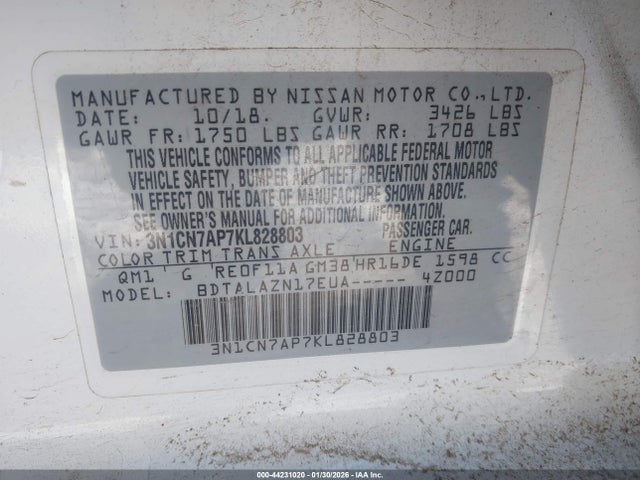 MANUFACTURED BY NISSAN MOTOR CO.,LTD.
DATE: 10/18. GVWR: 3426 LBS
GAWR FR: 1750 LBS GAWR RR: 1708 LBS
THIS VEHICLE CONFORMS TO ALL APPLICABLE FEDERAL MOTOR
VEHICLE SAFETY, BUMPER AND THEFT PREVENTION STANDARDS
IN EFFECT ON THE DATE OF MANUFACTURE SHOWN ABOVE.
SEE OWNER'S MANUAL FOR ADDITIONAL INFORMATION.
VIN: 3N1CN7AP7KL828803 PASSENGER CAR.
COLOR TRIM TRANS AXLE ENGINE
QM1 G RE0F11A GM38 HR16DE 1598 CC
MODEL: BDTALAZN17EUA----- 4Z000
3N1CN7AP7KL828803
000-44231020 - 01/30/2026 - IAA Inc.